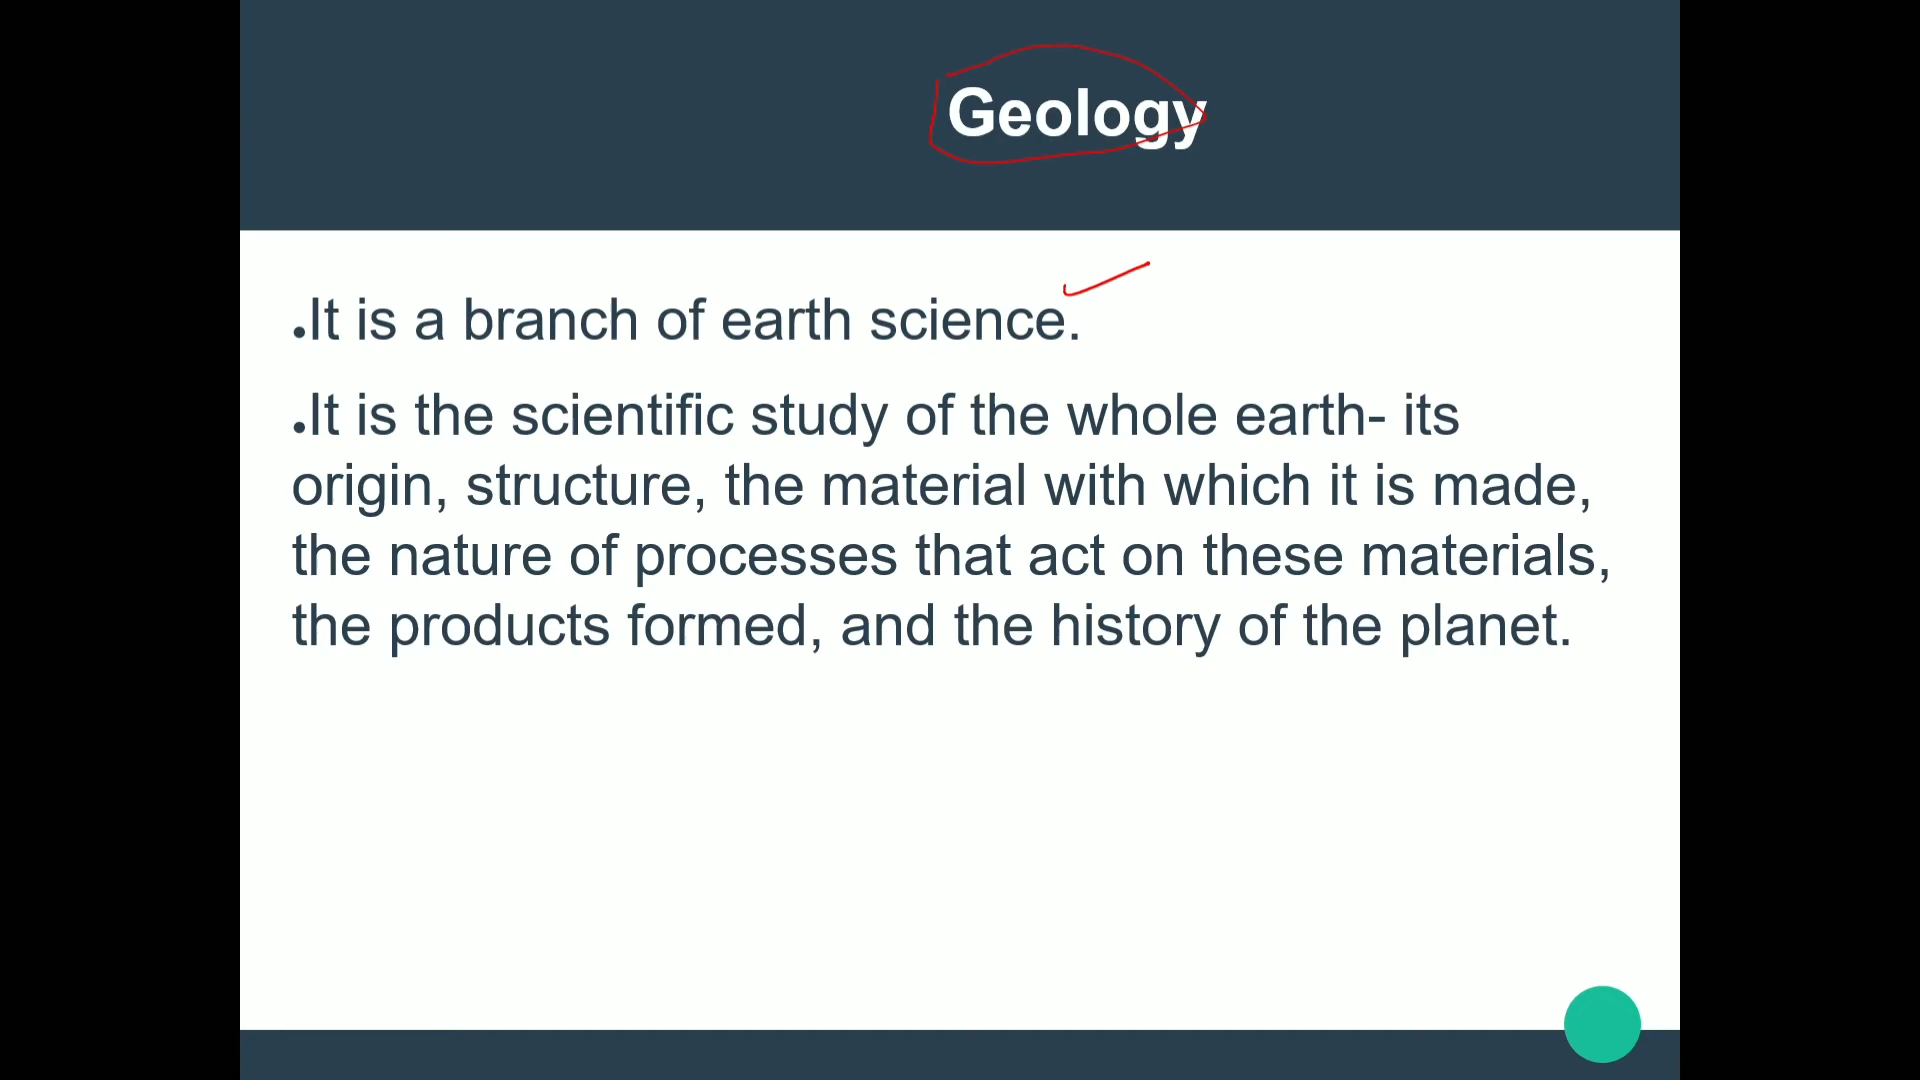 Geology
.It is a branch of earth science.
.It is the scientific study of the whole earth- its
origin, structure, the material with which it is made,
the nature of processes that act on these materials,
the products formed, and the history of the planet.